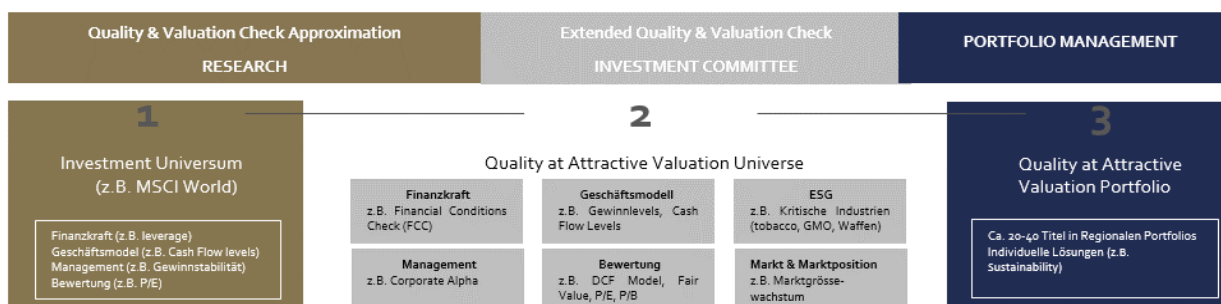 Quality & Valuation Check Approximation
RESEARCH
Extended Quality & Valuation Check
INVESTMENT COMMITTEE
PORTFOLIO MANAGEMENT
1
Investment Universum
(z.B. MSCI World)
Finanzkraft (z.B. leverage)
Geschäftsmodel (z.B. Cash Flow levels)
Management (z.B. Gewinnstabilität)
Bewertung (z.B. P/E)
2
Quality at Attractive Valuation Universe
Finanzkraft
z.B. Financial Conditions
Check (FCC)
Geschäftsmodell
z.B. Gewinnlevels, Cash
Flow Levels
ESG
z.B. Kritische Industrien
(tobacco, GMO, Waffen)
Management
z.B. Corporate Alpha
Bewertung
z.B. DCF Model, Fair
Value, P/E, P/B
Markt & Marktposition
z.B. Marktgrösse-
wachstum
3
Quality at Attractive
Valuation Portfolio
Ca. 20-40 Titel in Regionalen Portfolios
Individuelle Lösungen (z.B.
Sustainability)